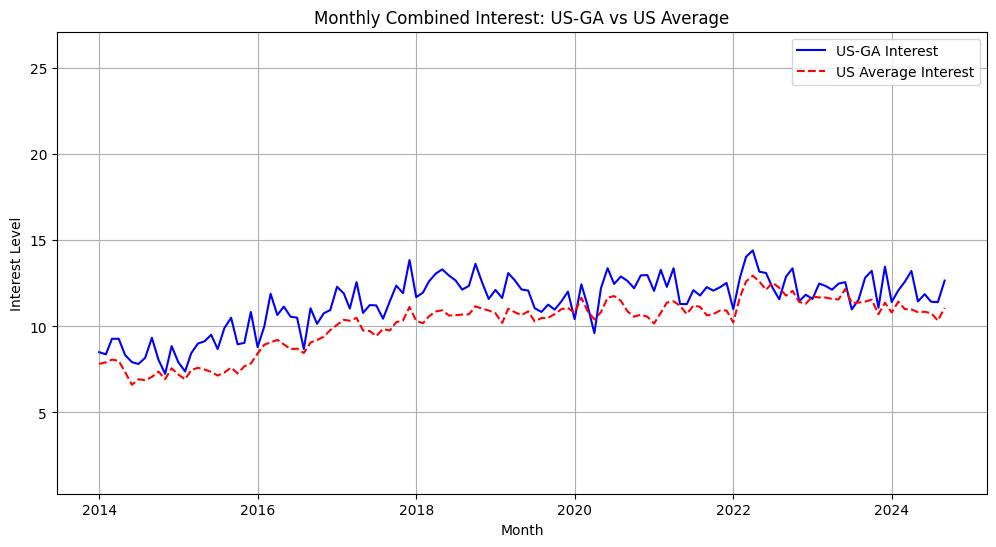 Monthly Combined Interest: US-GA vs US Average
US-GA Interest
US Average Interest
25
20
15
10
5
Interest Level
2014
2016
2018
2020
2022
2024
Month